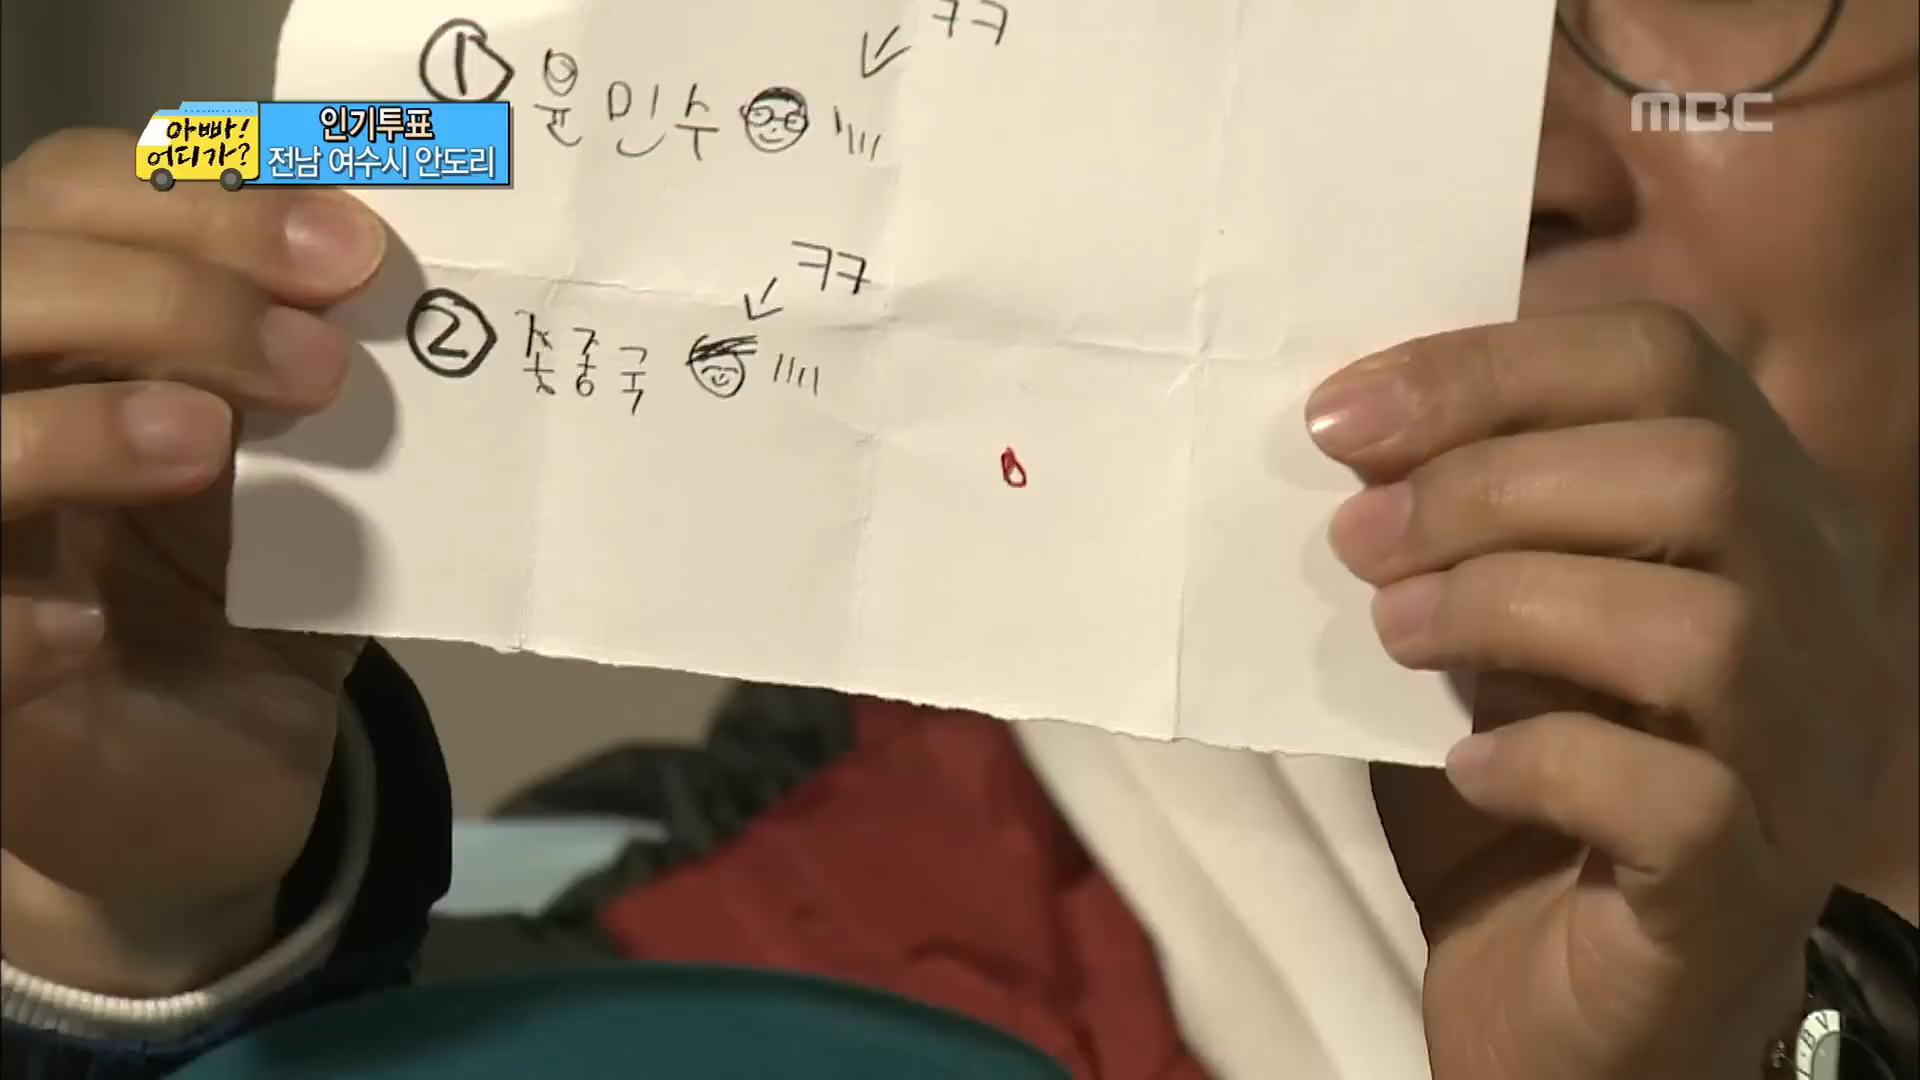 ㅋㅋ
① 윤민수
MBC
아빠!
어디가?
인기투표
전남 여수시 안도리
ㅋㅋ
② 송종국